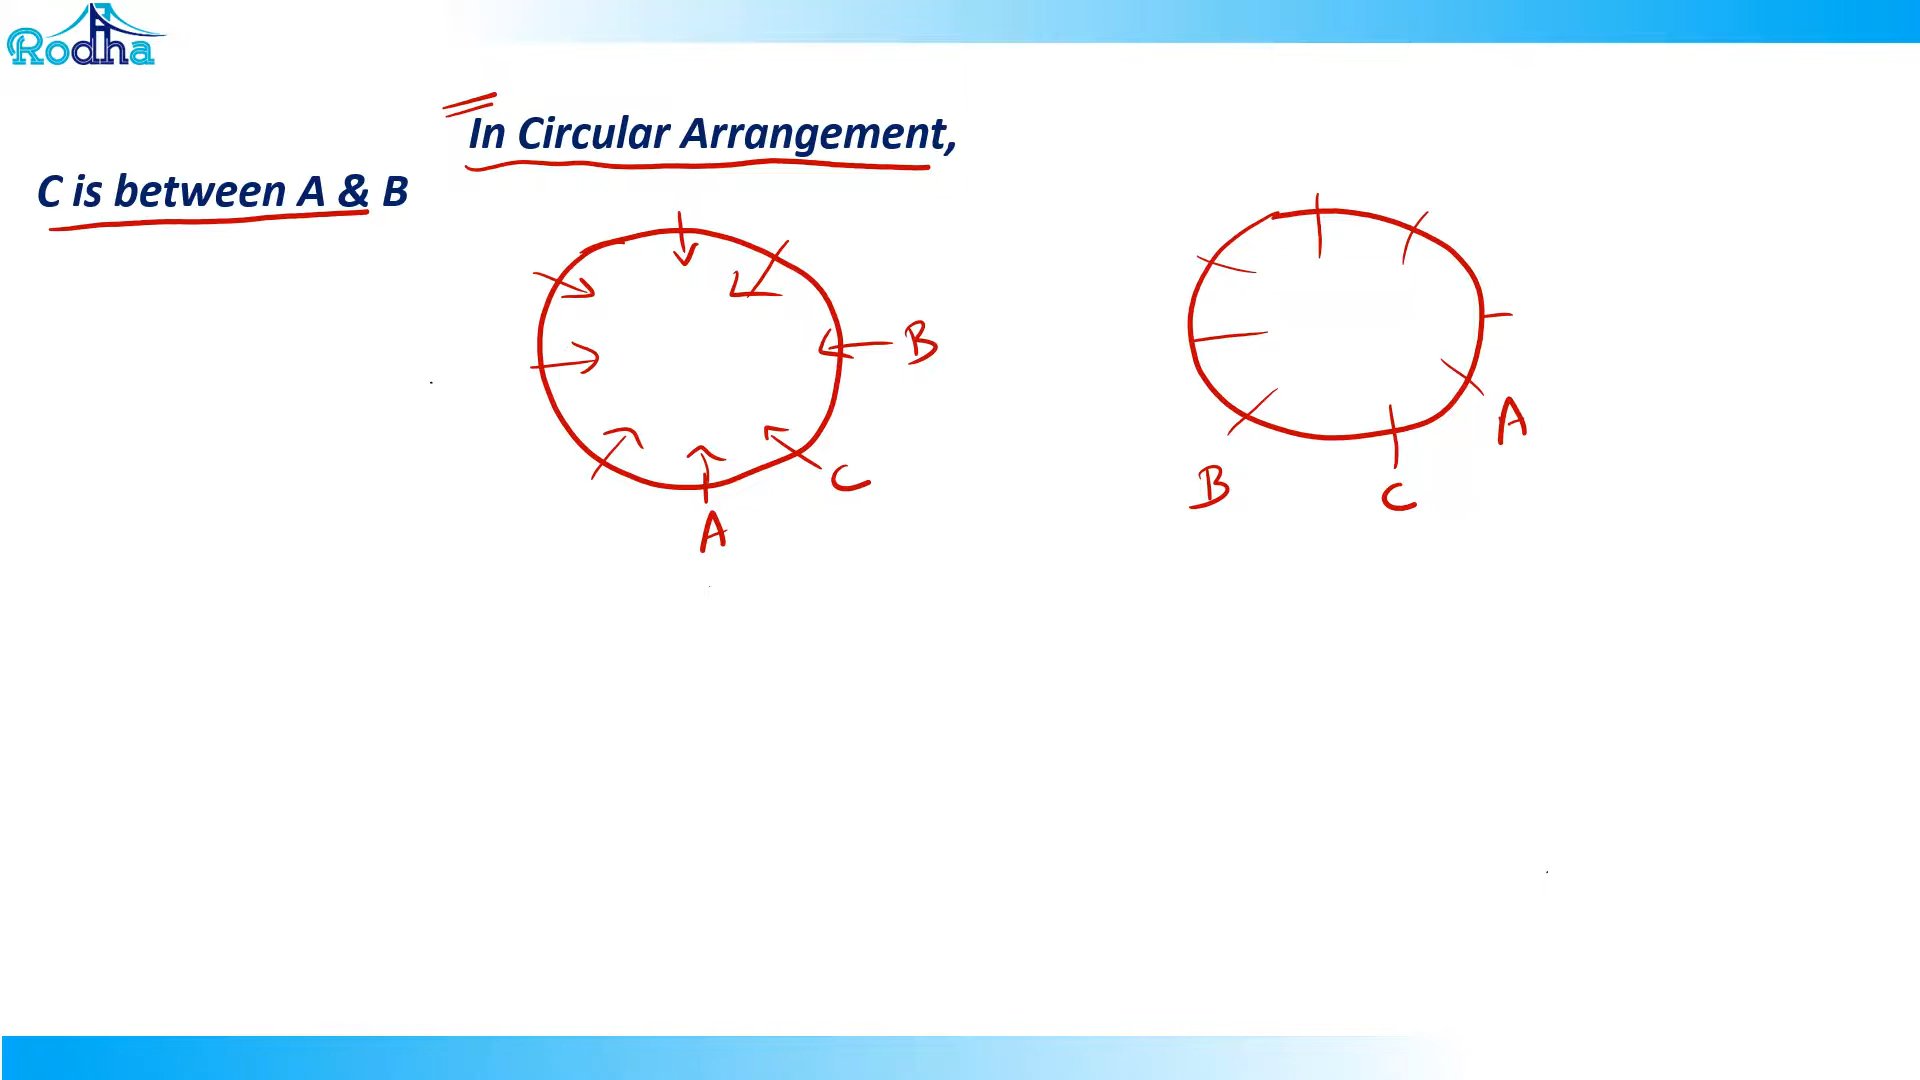 Rodha
In Circular Arrangement,
C is between A & B
B
C
A
A
B
C